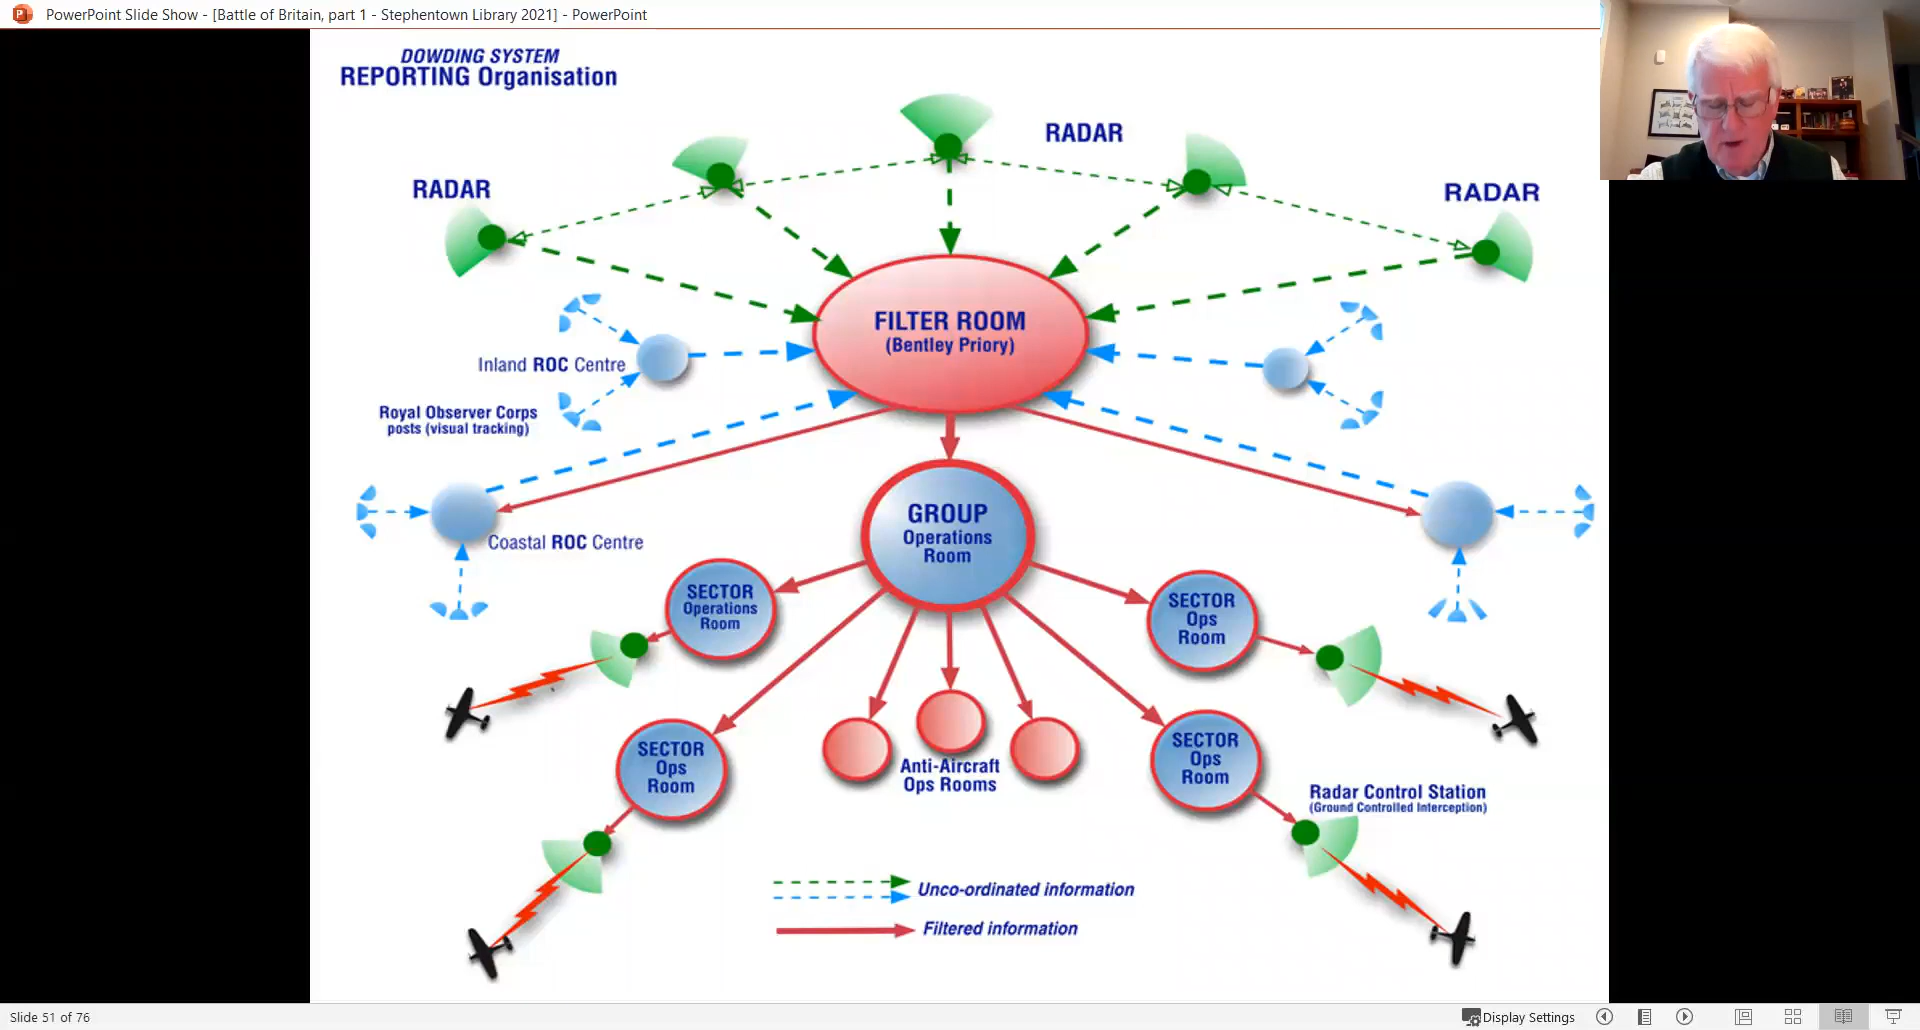 PowerPoint Slide Show - [Battle of Britain, part 1 - Stephentown Library 2021] - PowerPoint
DOWDING SYSTEM
REPORTING Organisation
RADAR
RADAR
RADAR
FILTER ROOM
(Bentley Priory)
Inland ROC Centre
Royal Observer Corps
posts (visual tracking)
GROUP
Operations
Room
Coastal ROC Centre
SECTOR
Operations
Room
SECTOR
Ops
Room
SECTOR
Ops
Room
Anti-Aircraft
Ops Rooms
SECTOR
Ops
Room
Radar Control Station
(Ground Controlled Interception)
Unco-ordinated information
Filtered information
Slide 51 of 76
Display Settings